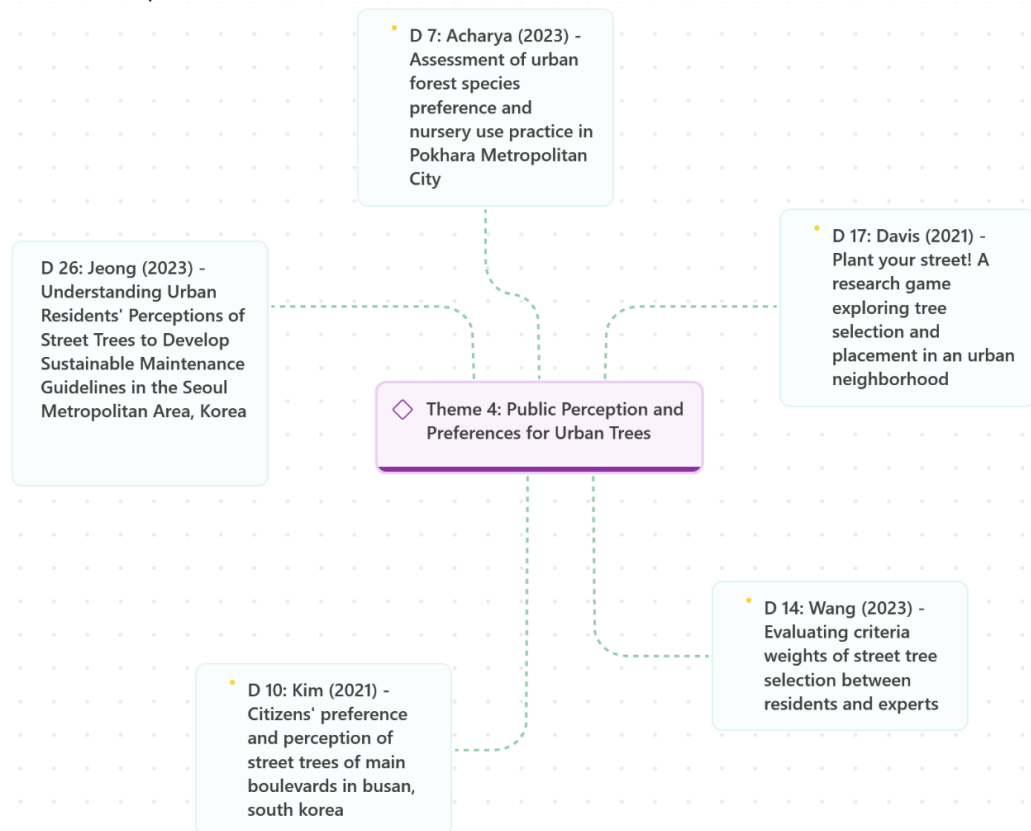 D 7: Acharya (2023) -
Assessment of urban
forest species
preference and
nursery use practice in
Pokhara Metropolitan
City
D 17: Davis (2021) -
Plant your street! A
research game
exploring tree
selection and
placement in an urban
neighborhood
D 26: Jeong (2023) -
Understanding Urban
Residents' Perceptions of
Street Trees to Develop
Sustainable Maintenance
Guidelines in the Seoul
Metropolitan Area, Korea
Theme 4: Public Perception and
Preferences for Urban Trees
D 14: Wang (2023) -
Evaluating criteria
weights of street tree
selection between
residents and experts
D 10: Kim (2021) -
Citizens' preference
and perception of
street trees of main
boulevards in busan,
south korea